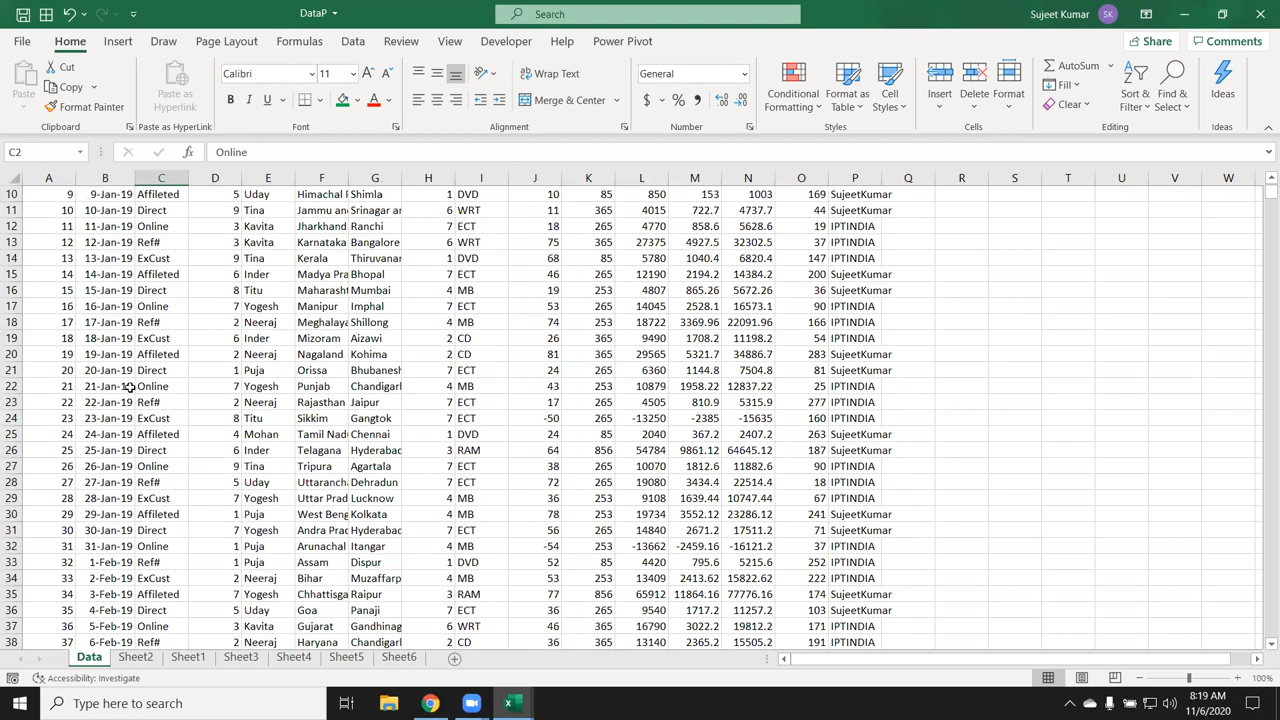 DataP
Search
Sujeet Kumar
SK
File Home Insert Draw Page Layout Formulas Data Review View Developer Help Power Pivot
Share
Comments
Paste
Cut
Copy
Format Painter
Clipboard
Paste as
Hyperlink
Paste as HyperLink
Calibri
11
B I U
Font
Wrap Text
Merge & Center
Alignment
General
$ % ,
Number
Conditional
Formatting
Format as
Table
Cell
Styles
Styles
Insert
Delete
Format
Cells
AutoSum
Fill
Clear
Sort &
Filter
Find &
Select
Editing
Ideas
Ideas
C2
fx
Online
A B C D E F G H I J K L M N O P Q R S T U V W
10 9 9-Jan-19 Affileted 5 Uday Himachal Shimla 1 DVD 10 85 850 153 1003 169 SujeetKumar
11 10 10-Jan-19 Direct 9 Tina Jammu an Srinagar ar 6 WRT 11 365 4015 722.7 4737.7 44 SujeetKumar
12 11 11-Jan-19 Online 3 Kavita Jharkhand Ranchi 7 ECT 18 265 4770 858.6 5628.6 19 IPTINDIA
13 12 12-Jan-19 Ref# 3 Kavita Karnataka Bangalore 6 WRT 75 365 27375 4927.5 32302.5 37 IPTINDIA
14 13 13-Jan-19 ExCust 9 Tina Kerala Thiruvanar 1 DVD 68 85 5780 1040.4 6820.4 147 IPTINDIA
15 14 14-Jan-19 Affileted 6 Inder Madya Pra Bhopal 7 ECT 46 265 12190 2194.2 14384.2 200 SujeetKumar
16 15 15-Jan-19 Direct 8 Titu Maharasht Mumbai 4 MB 19 253 4807 865.26 5672.26 36 SujeetKumar
17 16 16-Jan-19 Online 7 Yogesh Manipur Imphal 7 ECT 53 265 14045 2528.1 16573.1 90 IPTINDIA
18 17 17-Jan-19 Ref# 2 Neeraj Meghalaya Shillong 4 MB 74 253 18722 3369.96 22091.96 166 IPTINDIA
19 18 18-Jan-19 ExCust 6 Inder Mizoram Aizawi 2 CD 26 365 9490 1708.2 11198.2 54 IPTINDIA
20 19 19-Jan-19 Affileted 2 Neeraj Nagaland Kohima 2 CD 81 365 29565 5321.7 34886.7 283 SujeetKumar
21 20 20-Jan-19 Direct 1 Puja Orissa Bhubanesh 7 ECT 24 265 6360 1144.8 7504.8 81 SujeetKumar
22 21 21-Jan-19 Online 7 Yogesh Punjab Chandigarh 4 MB 43 253 10879 1958.22 12837.22 25 IPTINDIA
23 22 22-Jan-19 Ref# 2 Neeraj Rajasthan Jaipur 7 ECT 17 265 4505 810.9 5315.9 277 IPTINDIA
24 23 23-Jan-19 ExCust 8 Titu Sikkim Gangtok 7 ECT -50 265 -13250 -2385 -15635 160 IPTINDIA
25 24 24-Jan-19 Affileted 4 Mohan Tamil Nad Chennai 1 DVD 24 85 2040 367.2 2407.2 263 SujeetKumar
26 25 25-Jan-19 Direct 6 Inder Telagana Hyderabad 3 RAM 64 856 54784 9861.12 64645.12 187 SujeetKumar
27 26 26-Jan-19 Online 9 Tina Tripura Agartala 7 ECT 38 265 10070 1812.6 11882.6 90 IPTINDIA
28 27 27-Jan-19 Ref# 5 Uday Uttarancha Dehradun 7 ECT 72 265 19080 3434.4 22514.4 18 IPTINDIA
29 28 28-Jan-19 ExCust 7 Yogesh Uttar Prad Lucknow 4 MB 36 253 9108 1639.44 10747.44 67 IPTINDIA
30 29 29-Jan-19 Affileted 1 Puja West Beng Kolkata 4 MB 78 253 19734 3552.12 23286.12 241 SujeetKumar
31 30 30-Jan-19 Direct 7 Yogesh Andra Prad Hyderabad 7 ECT 56 265 14840 2671.2 17511.2 71 SujeetKumar
32 31 31-Jan-19 Online 1 Puja Arunachal Itangar 4 MB -54 253 -13662 -2459.16 -16121.2 37 IPTINDIA
33 32 1-Feb-19 Ref# 1 Puja Assam Dispur 1 DVD 52 85 4420 795.6 5215.6 252 IPTINDIA
34 33 2-Feb-19 ExCust 2 Neeraj Bihar Muzaffarp 4 MB 53 253 13409 2413.62 15822.62 222 IPTINDIA
35 34 3-Feb-19 Affileted 7 Yogesh Chhattisga Raipur 3 RAM 77 856 65912 11864.16 77776.16 174 SujeetKumar
36 35 4-Feb-19 Direct 5 Uday Goa Panaji 7 ECT 36 265 9540 1717.2 11257.2 103 SujeetKumar
37 36 5-Feb-19 Online 3 Kavita Gujarat Gandhinag 6 WRT 46 365 16790 3022.2 19812.2 171 IPTINDIA
38 37 6-Feb-19 Ref# 2 Neeraj Haryana Chandigarh 2 CD 36 365 13140 2365.2 15505.2 191 IPTINDIA
Data Sheet2 Sheet1 Sheet3 Sheet4 Sheet5 Sheet6
Accessibility: Investigate
100%
Type here to search
8:19 AM
11/6/2020